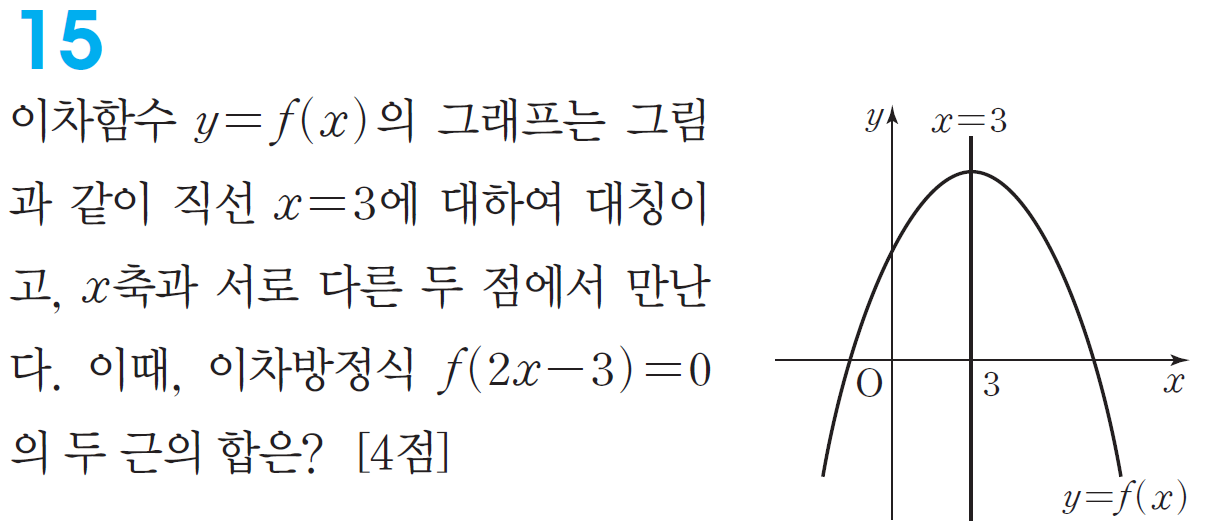 15
이차함수 y=f(x)의 그래프는 그림
과 같이 직선 x=3에 대하여 대칭이
고, x축과 서로 다른 두 점에서 만난
다. 이때, 이차방정식 f(2x-3)=0
의 두 근의 합은? [4점]
y
x=3
O
3
x
y=f(x)